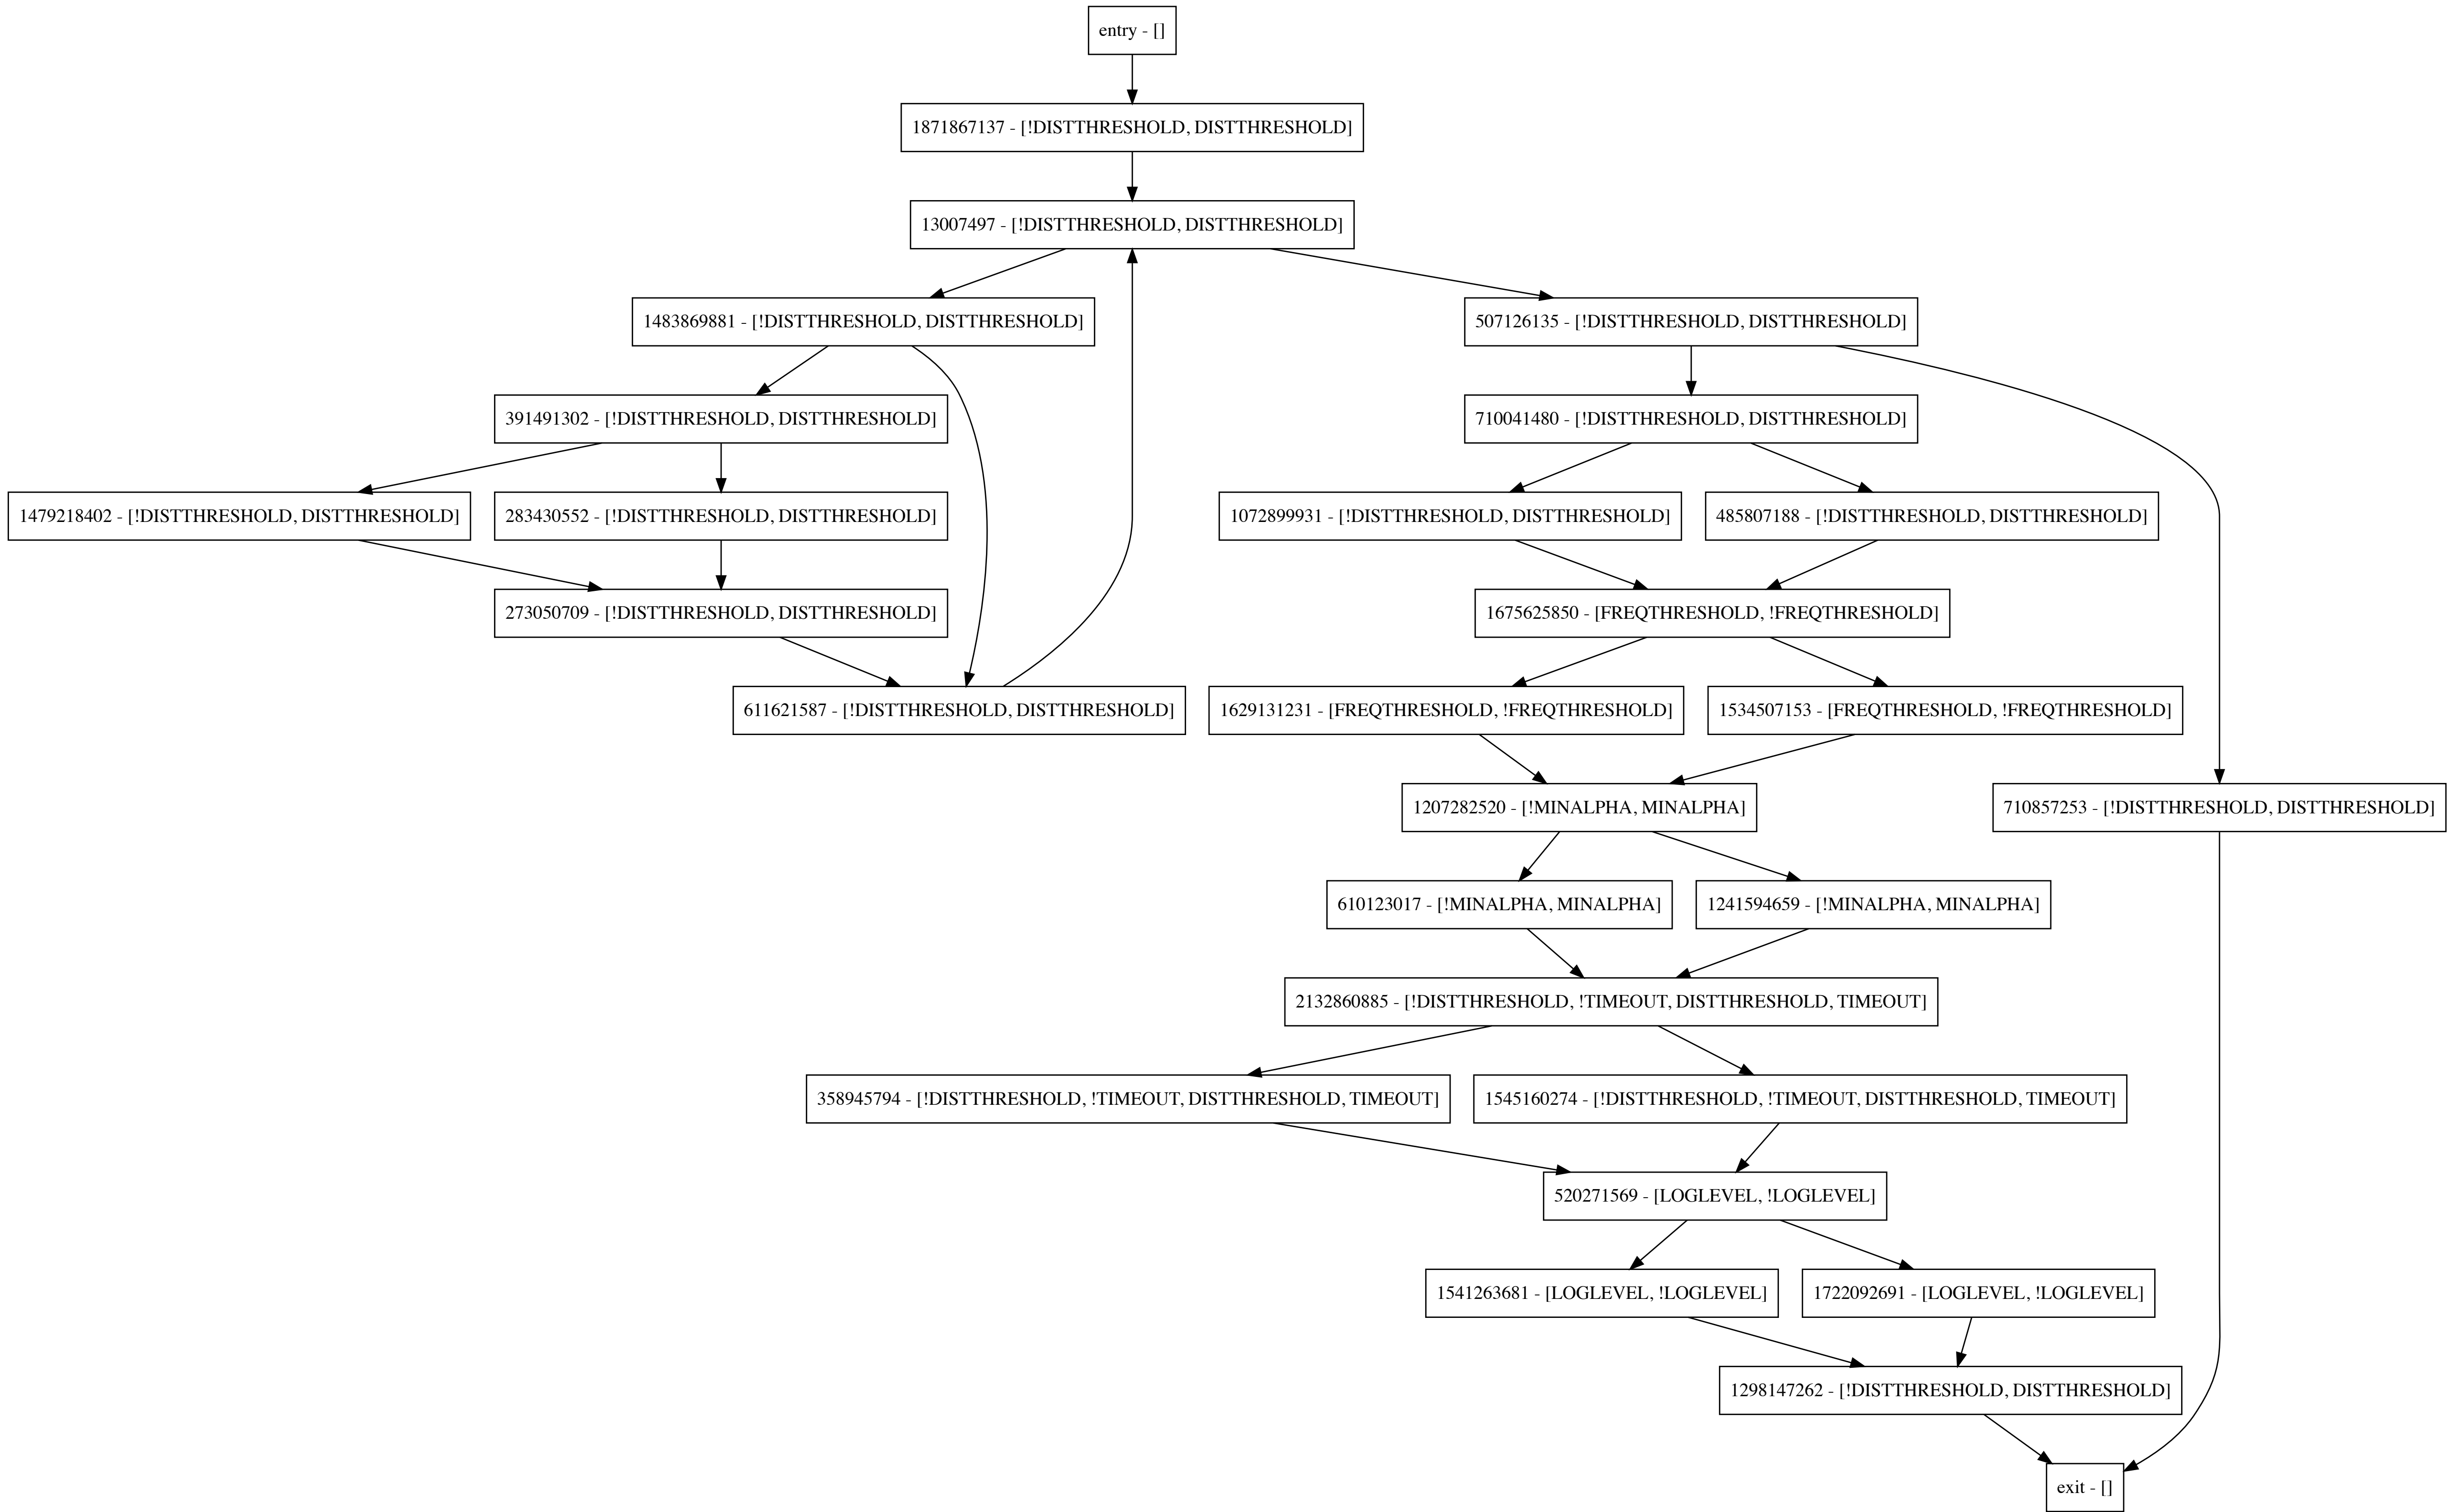 entry - []
1871867137 - [!DISTTHRESHOLD, DISTTHRESHOLD]
13007497 - [!DISTTHRESHOLD, DISTTHRESHOLD]
1483869881 - [!DISTTHRESHOLD, DISTTHRESHOLD]
507126135 - [!DISTTHRESHOLD, DISTTHRESHOLD]
391491302 - [!DISTTHRESHOLD, DISTTHRESHOLD]
710041480 - [!DISTTHRESHOLD, DISTTHRESHOLD]
1479218402 - [!DISTTHRESHOLD, DISTTHRESHOLD]
283430552 - [!DISTTHRESHOLD, DISTTHRESHOLD]
1072899931 - [!DISTTHRESHOLD, DISTTHRESHOLD]
485807188 - [!DISTTHRESHOLD, DISTTHRESHOLD]
273050709 - [!DISTTHRESHOLD, DISTTHRESHOLD]
1675625850 - [FREQTHRESHOLD, !FREQTHRESHOLD]
611621587 - [!DISTTHRESHOLD, DISTTHRESHOLD]
1629131231 - [FREQTHRESHOLD, !FREQTHRESHOLD]
1534507153 - [FREQTHRESHOLD, !FREQTHRESHOLD]
1207282520 - [!MINALPHA, MINALPHA]
710857253 - [!DISTTHRESHOLD, DISTTHRESHOLD]
610123017 - [!MINALPHA, MINALPHA]
1241594659 - [!MINALPHA, MINALPHA]
2132860885 - [!DISTTHRESHOLD, !TIMEOUT, DISTTHRESHOLD, TIMEOUT]
358945794 - [!DISTTHRESHOLD, !TIMEOUT, DISTTHRESHOLD, TIMEOUT]
1545160274 - [!DISTTHRESHOLD, !TIMEOUT, DISTTHRESHOLD, TIMEOUT]
520271569 - [LOGLEVEL, !LOGLEVEL]
1541263681 - [LOGLEVEL, !LOGLEVEL]
1722092691 - [LOGLEVEL, !LOGLEVEL]
1298147262 - [!DISTTHRESHOLD, DISTTHRESHOLD]
exit - []